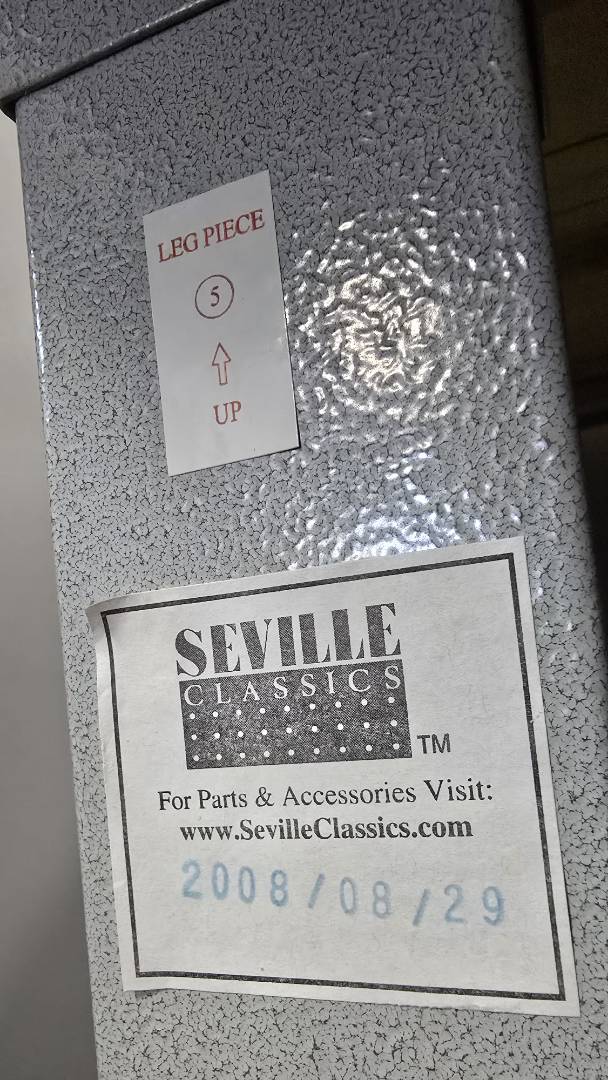 LEG PIECE
5
UP
SEVILLE
CLASSICS
TM
For Parts & Accessories Visit:
www.SevilleClassics.com
2008/08/29